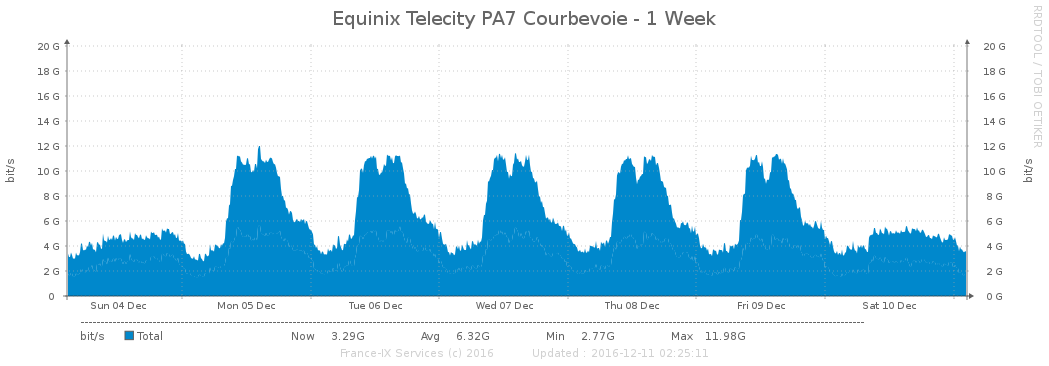 Equinix Telecity PA7 Courbevoie - 1 Week
RRDTOOL / TOBI OETIKER
20 G 20 G
18 G 18 G
16 G 16 G
14 G 14 G
12 G 12 G
10 G 10 G
8 G 8 G
6 G 6 G
4 G 4 G
2 G 2 G
0 0 G
bit/s bit/s
Sun 04 Dec Mon 05 Dec Tue 06 Dec Wed 07 Dec Thu 08 Dec Fri 09 Dec Sat 10 Dec
bit/s Total Now 3.29G Avg 6.32G Min 2.77G Max 11.98G
France-IX Services (c) 2016 Updated : 2016-12-11 02:25:11